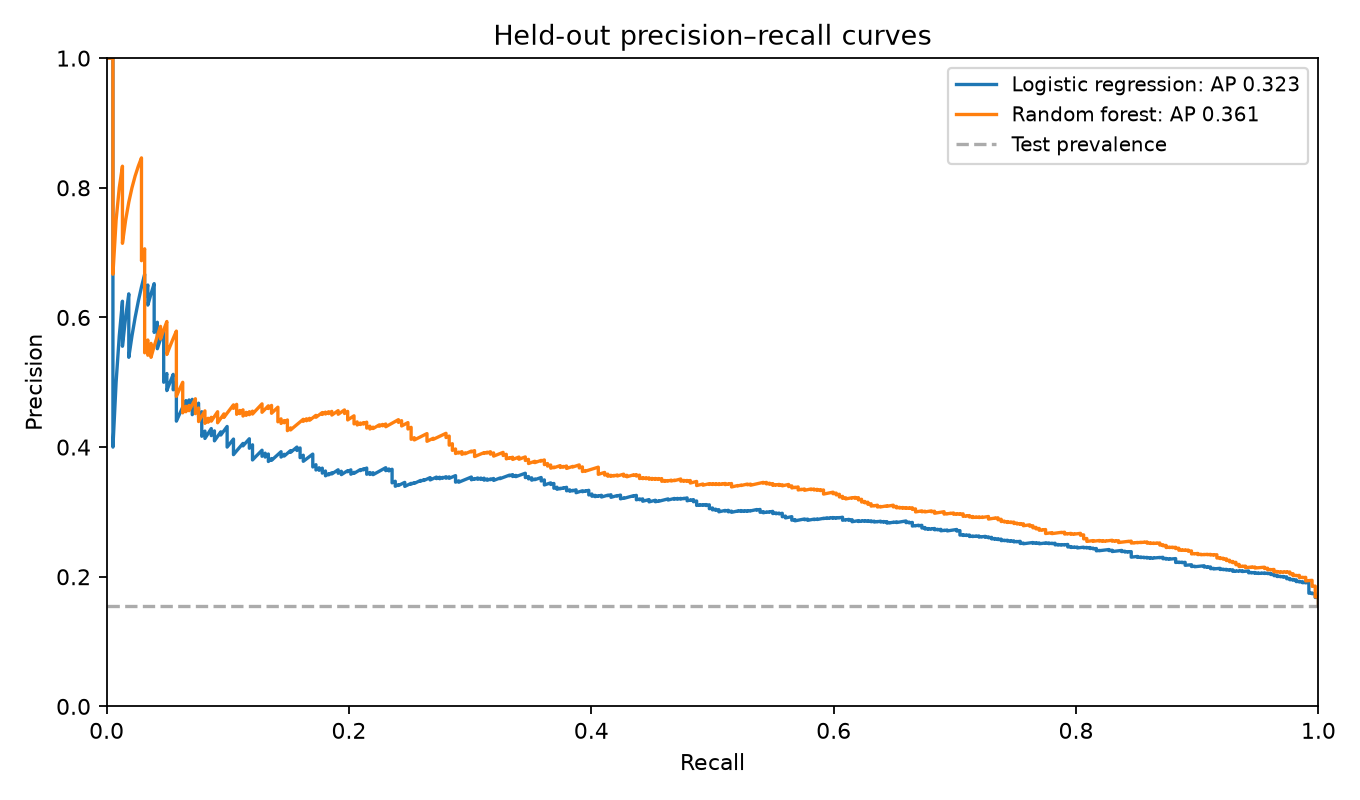 Held-out precision–recall curves
Logistic regression: AP 0.323
Random forest: AP 0.361
Test prevalence
Precision
1.0
0.8
0.6
0.4
0.2
0.0
0.0 0.2 0.4 0.6 0.8 1.0
Recall